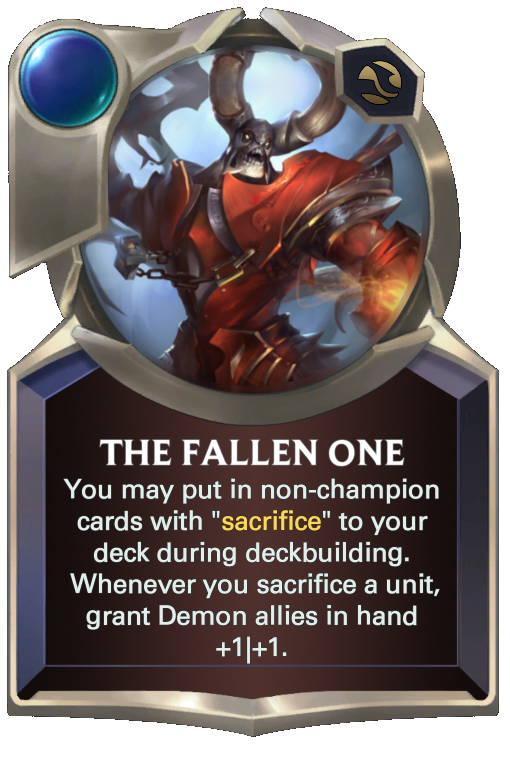 THE FALLEN ONE
You may put in non-champion
cards with "sacrifice" to your
deck during deckbuilding.
Whenever you sacrifice a unit,
grant Demon allies in hand
+1|+1.